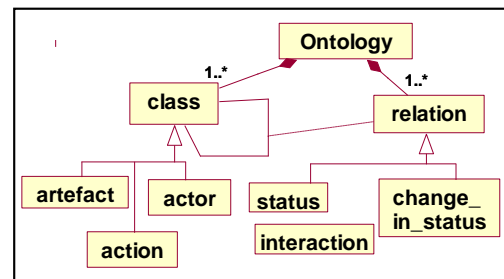 Ontology
1..*
1..*
class
relation
artefact
actor
status
change_
in_status
action
interaction